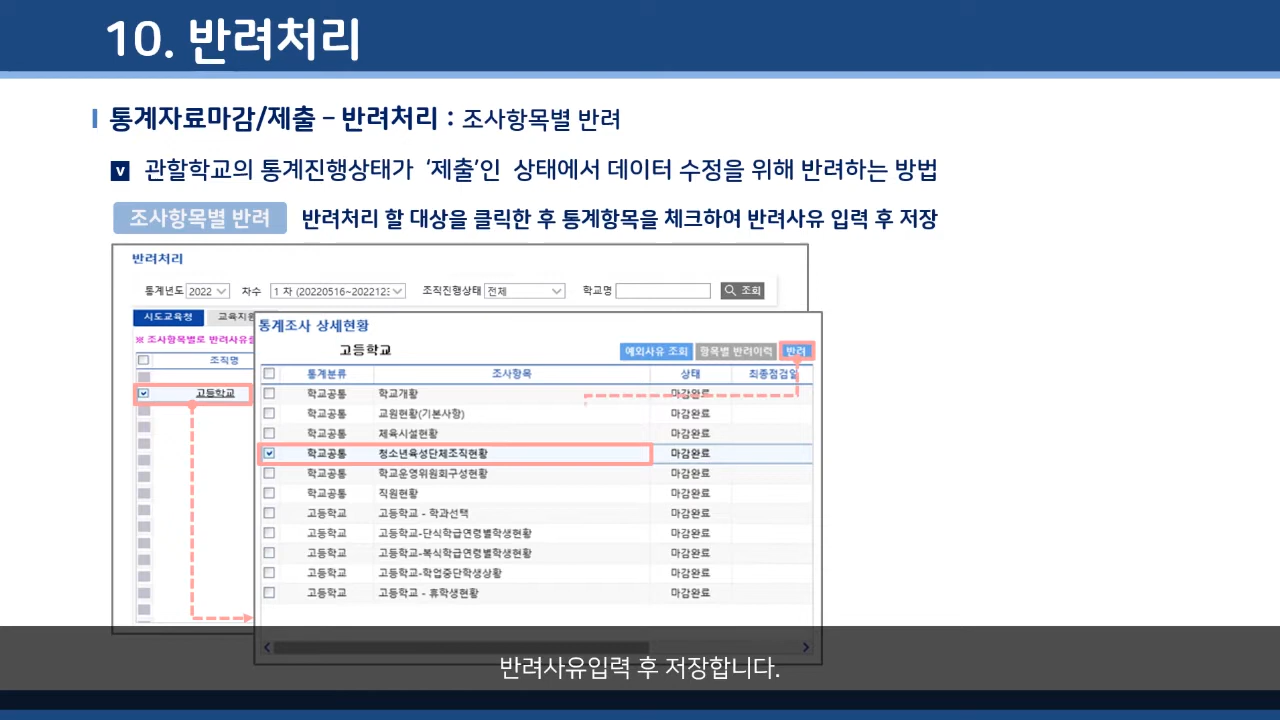 10. 반려처리
통계자료마감/제출 – 반려처리 : 조사항목별 반려
v 관할학교의 통계진행상태가 ‘제출’인 상태에서 데이터 수정을 위해 반려하는 방법
조사항목별 반려 반려처리 할 대상을 클릭한 후 통계항목을 체크하여 반려사유 입력 후 저장
반려처리
통계년도 2022 차수 1 차 (20220516~2022123 조직진행상태 전체 학교명 조회
시도교육청 교육지원
※ 조사항목별로 반려사유를
조직명
고등학교
통계조사 상세현황
고등학교
예외사유 조회 항목별 반려이력 반려
통계분류 조사항목 상태 최종점검일
학교공통 학교개황 마감완료
학교공통 교원현황(기본사항) 마감완료
학교공통 체육시설현황 마감완료
학교공통 청소년육성단체조직현황 마감완료
학교공통 학교운영위원회구성현황 마감완료
학교공통 직원현황 마감완료
고등학교 고등학교 - 학과선택 마감완료
고등학교 고등학교-단식학급연령별학생현황 마감완료
고등학교 고등학교-복식학급연령별학생현황 마감완료
고등학교 고등학교-학업중단학생상황 마감완료
고등학교 고등학교 - 휴학생현황 마감완료
반려사유입력 후 저장합니다.